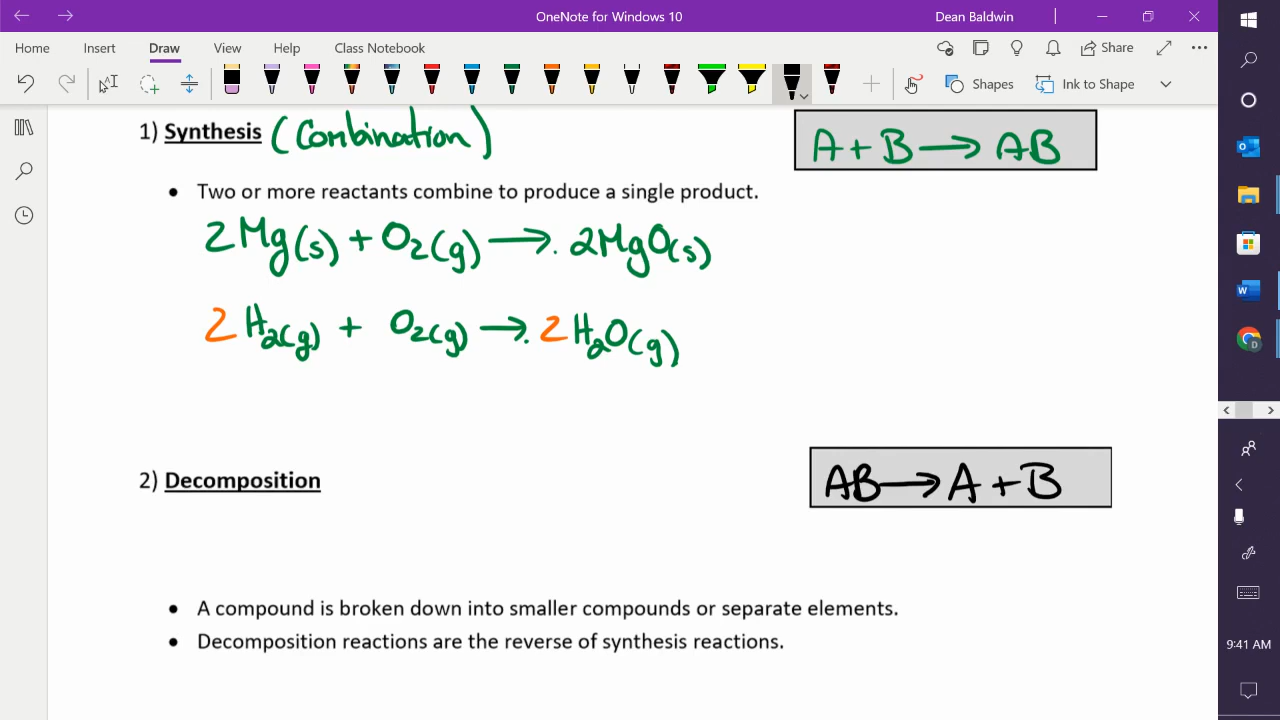 OneNote for Windows 10
Dean Baldwin
Home Insert Draw View Help Class Notebook
Share
Shapes
Ink to Shape
1) Synthesis (Combination)
A + B → AB
• Two or more reactants combine to produce a single product.
2Mg(s) + O₂(g) → 2MgO(s)
2H₂(g) + O₂(g) → 2H₂O(g)
2) Decomposition
AB → A + B
• A compound is broken down into smaller compounds or separate elements.
• Decomposition reactions are the reverse of synthesis reactions.
9:41 AM